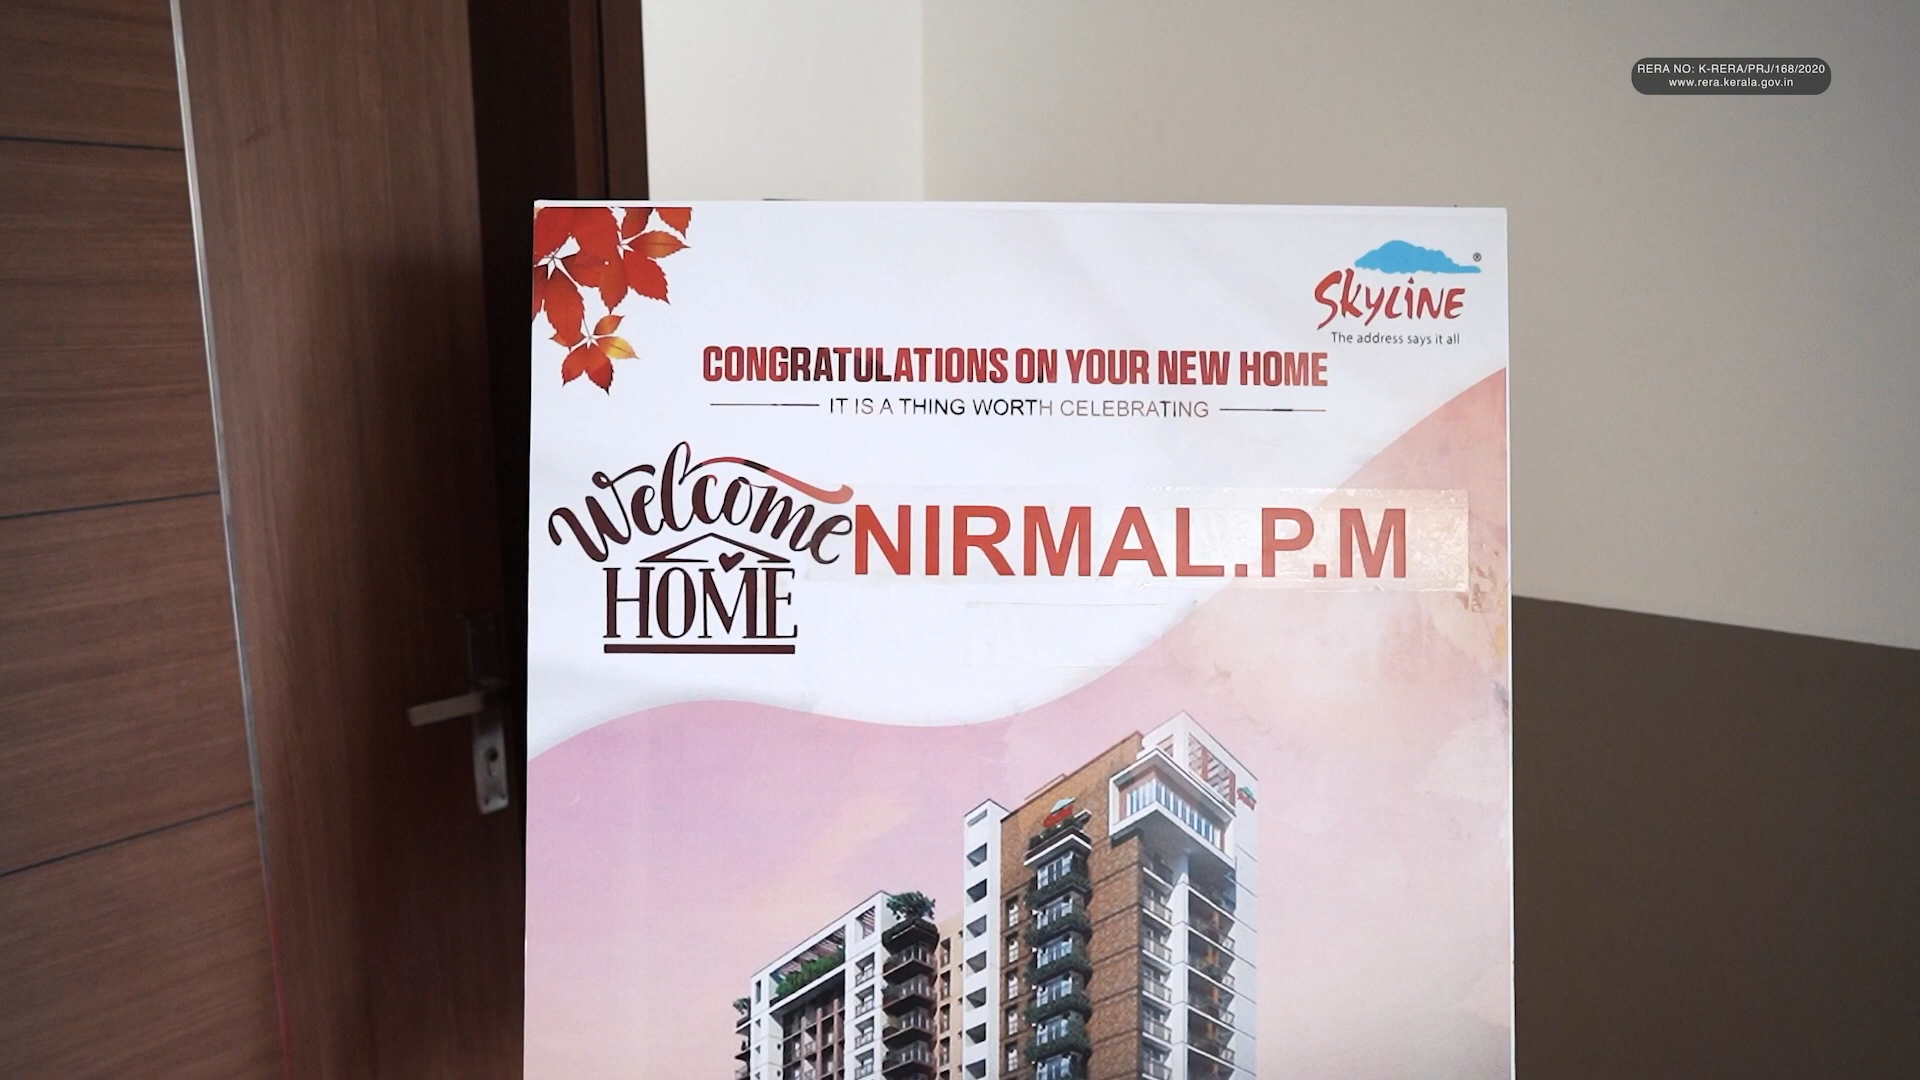 RERA NO: K-RERA/PRJ/168/2020
www.rera.kerala.gov.in
SKYLINE®
The address says it all
CONGRATULATIONS ON YOUR NEW HOME
IT IS A THING WORTH CELEBRATING
Welcome
HOME
NIRMAL.P.M